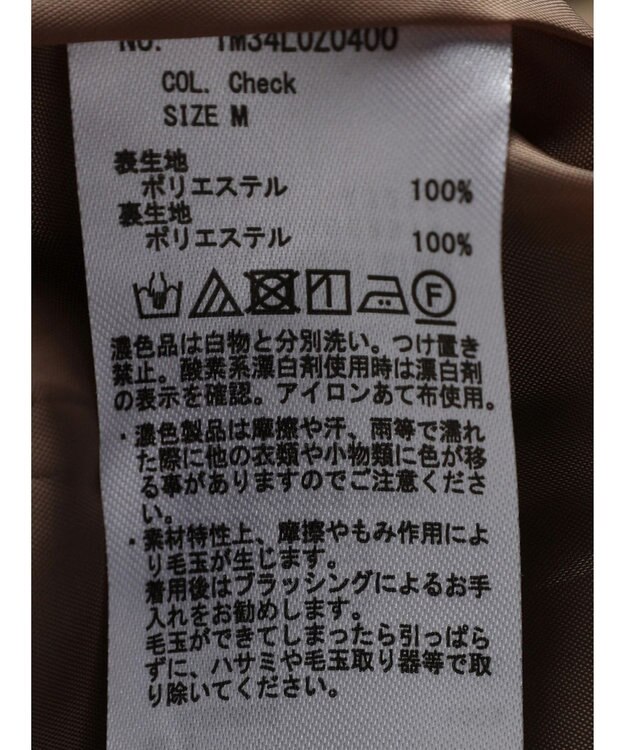 NO. TM34L0Z0400
COL. Check
SIZE M
表生地
ポリエステル 100%
裏生地
ポリエステル 100%
F
濃色品は白物と分別洗い。つけ置き
禁止。酸素系漂白剤使用時は漂白剤
の表示を確認。アイロンあて布使用。
・濃色製品は摩擦や汗、雨等で濡れ
た際に他の衣類や小物類に色が移
る事がありますのでご注意くださ
い。
・素材特性上、摩擦やもみ作用によ
り毛玉が生じます。
着用後はブラッシングによるお手
入れをお勧めします。
毛玉ができてしまったら引っぱら
ずに、ハサミや毛玉取り器等で取
り除いてください。